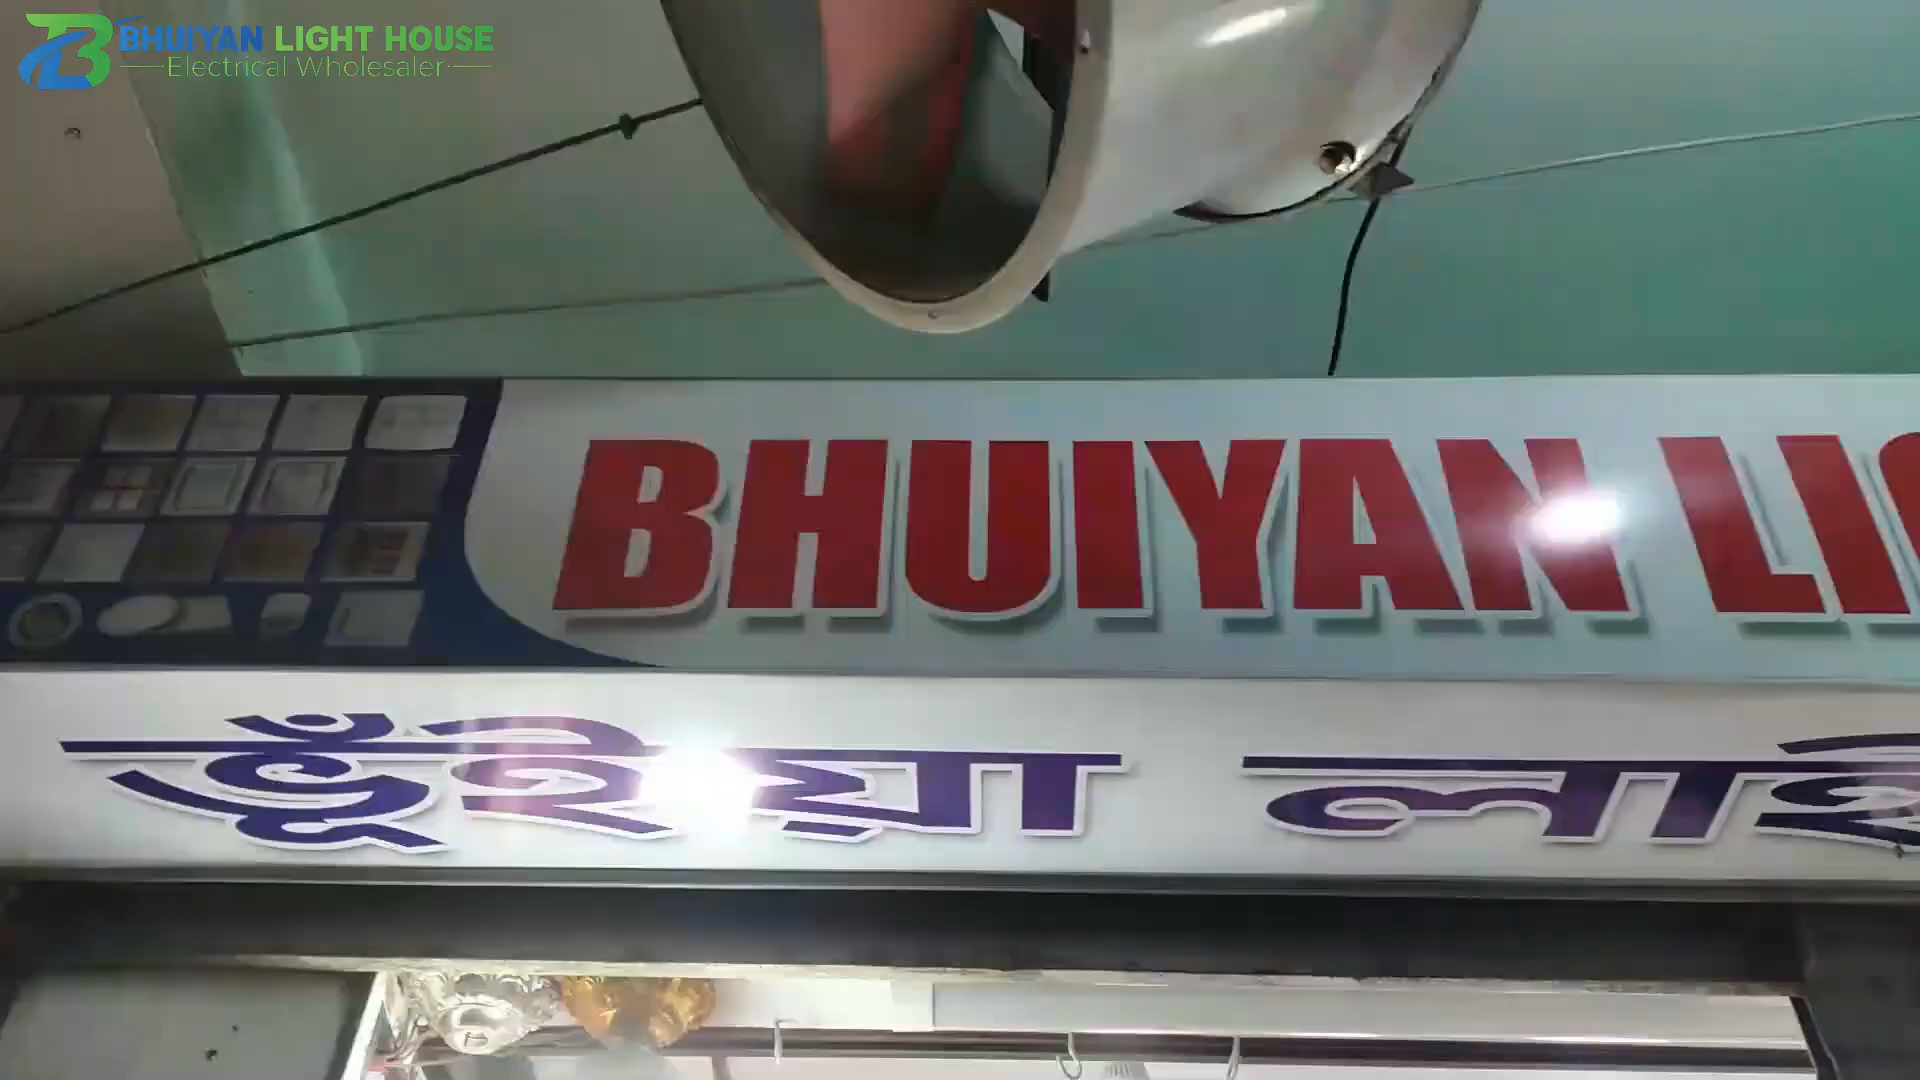 BHUIYAN LIGHT HOUSE
Electrical Wholesaler
BHUIYAN
ভূঁইয়া